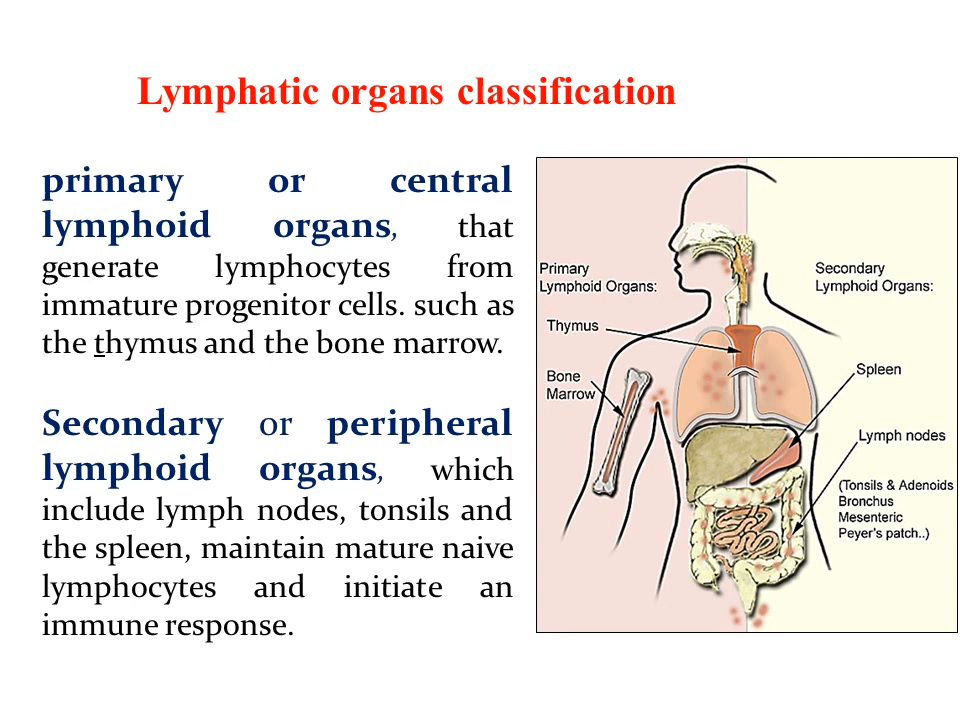 Lymphatic organs classification
primary or central
lymphoid organs, that
generate lymphocytes from
immature progenitor cells. such as
the thymus and the bone marrow.
Secondary or peripheral
lymphoid organs, which
include lymph nodes, tonsils and
the spleen, maintain mature naive
lymphocytes and initiate an
immune response.
Primary
Lymphoid Organs:
Thymus
Bone
Marrow
Secondary
Lymphoid Organs:
Spleen
Lymph nodes
(Tonsils & Adenoids
Bronchus
Mesenteric
Peyer's patch..)